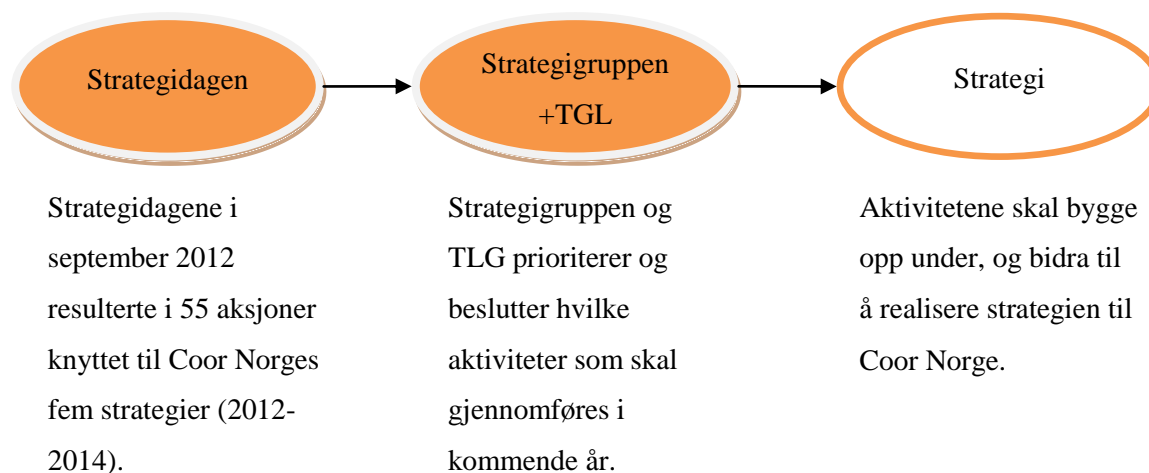 Strategidagen
Strategigruppen
+TGL
Strategi
Strategidagene i
september 2012
resulterte i 55 aksjoner
knyttet til Coor Norges
fem strategier (2012-
2014).
Strategigruppen og
TLG prioriterer og
beslutter hvilke
aktiviteter som skal
gjennomføres i
kommende år.
Aktivitetene skal bygge
opp under, og bidra til
å realisere strategien til
Coor Norge.